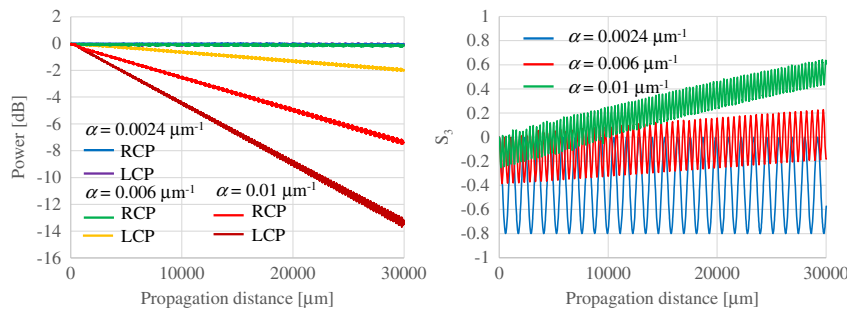 2
0
-2
-4
-6
-8
-10
-12
-14
-16
Power [dB]
α = 0.0024 µm⁻¹
RCP
LCP
α = 0.006 µm⁻¹
RCP
LCP
α = 0.01 µm⁻¹
RCP
LCP
0 10000 20000 30000
Propagation distance [µm]
1
0.8
0.6
0.4
0.2
0
-0.2
-0.4
-0.6
-0.8
-1
S₃
α = 0.0024 µm⁻¹
α = 0.006 µm⁻¹
α = 0.01 µm⁻¹
0 10000 20000 30000
Propagation distance [µm]